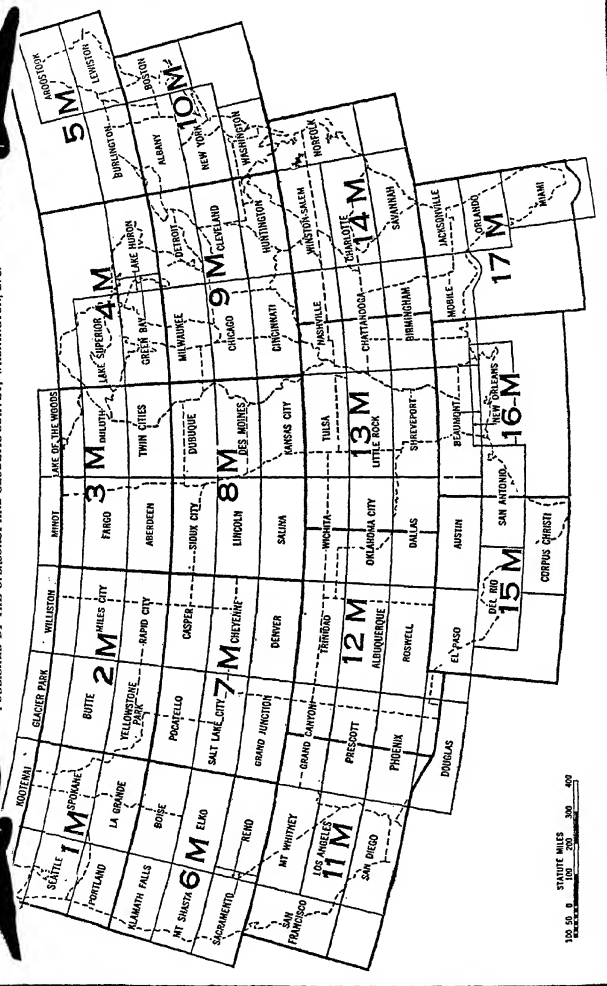 KOOTENAI
GLACIER PARK
WILLISTON
MINOT
LAKE OF THE WOODS
SEATTLE
1 M
SPOKANE
BUTTE
2 M
MILES CITY
FARGO
3 M
DULUTH
LAKE SUPERIOR
4 M
LAKE HURON
BURLINGTON
5 M
AROOSTOOK
LEWISTON
PORTLAND
LA GRANDE
YELLOWSTONE
PARK
RAPID CITY
ABERDEEN
TWIN CITIES
GREEN BAY
ALBANY
BOSTON
10 M
KLAMATH FALLS
BOISE
POCATELLO
CASPER
SIOUX CITY
DUBUQUE
MILWAUKEE
DETROIT
NEW YORK
MT SHASTA
6 M
ELKO
SALT LAKE CITY
7 M
CHEYENNE
LINCOLN
8 M
DES MOINES
CHICAGO
9 M
CLEVELAND
WASHINGTON
SACRAMENTO
RENO
GRAND JUNCTION
DENVER
SALINA
KANSAS CITY
CINCINNATI
HUNTINGTON
SAN
FRANCISCO
MT WHITNEY
GRAND CANYON
TRINIDAD
WICHITA
TULSA
NASHVILLE
WINSTON-SALEM
NORFOLK
LOS ANGELES
11 M
PRESCOTT
12 M
ALBUQUERQUE
OKLAHOMA CITY
13 M
LITTLE ROCK
CHATTANOOGA
CHARLOTTE
14 M
SAN DIEGO
PHOENIX
ROSWELL
DALLAS
SHREVEPORT
BIRMINGHAM
SAVANNAH
DOUGLAS
EL PASO
AUSTIN
BEAUMONT
MOBILE
JACKSONVILLE
DEL RIO
15 M
SAN ANTONIO
NEW ORLEANS
16 M
17 M
ORLANDO
CORPUS CHRISTI
MIAMI
STATUTE MILES
100 50 0 100 200 300 400